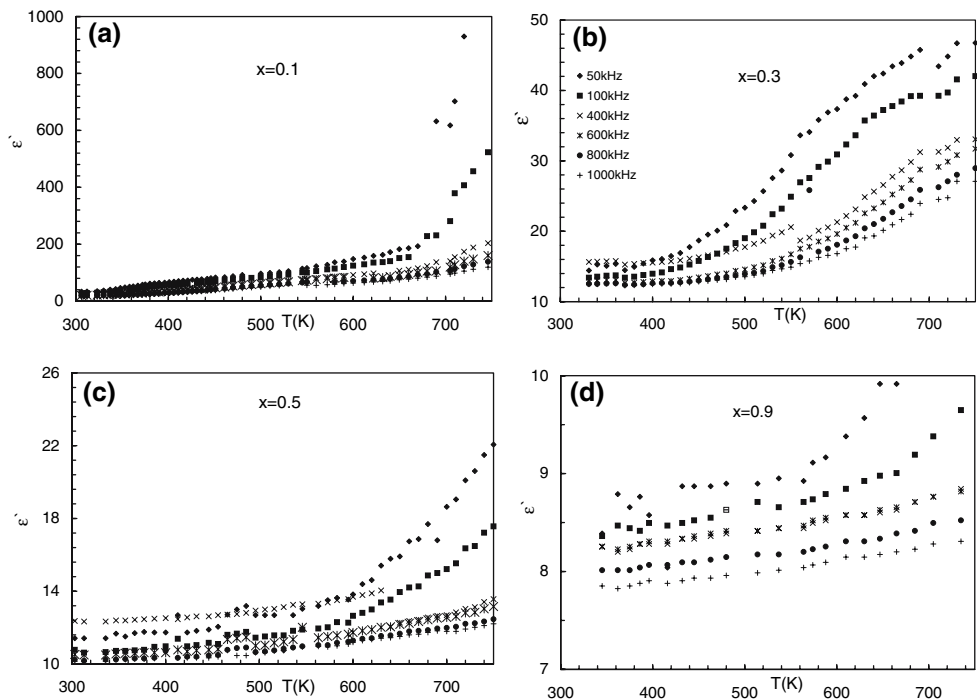 (a)
x=0.1
1000
800
600
400
200
0
ε`
300 400 500 600 700
T(K)
(b)
x=0.3
50
40
30
20
10
ε`
50kHz
100kHz
400kHz
600kHz
800kHz
1000kHz
300 400 500 600 700
T(K)
(c)
x=0.5
26
22
18
14
10
ε`
300 400 500 600 700
T(K)
(d)
x=0.9
10
9
8
7
ε`
300 400 500 600 700
T(K)